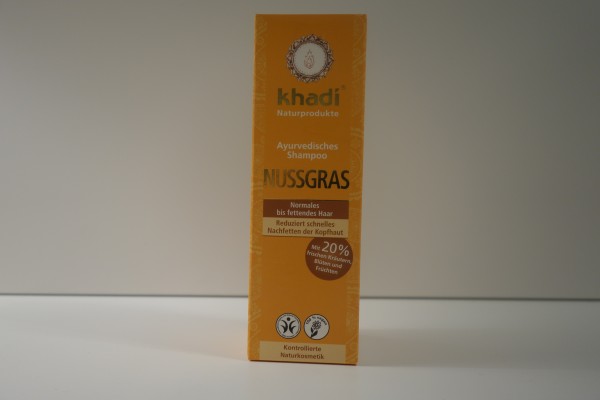 khadi®
Naturprodukte
Ayurvedisches
Shampoo
NUSSGRAS
Normales
bis fettendes Haar
Reduziert schnelles
Nachfetten der Kopfhaut
Mit 20%
frischen Kräutern,
Blüten und
Früchten
Kontrollierte
Naturkosmetik